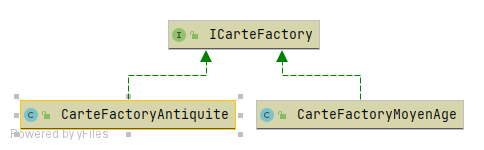 I ICarteFactory
C CarteFactoryAntiquite
C CarteFactoryMoyenAge
Powered by yFiles